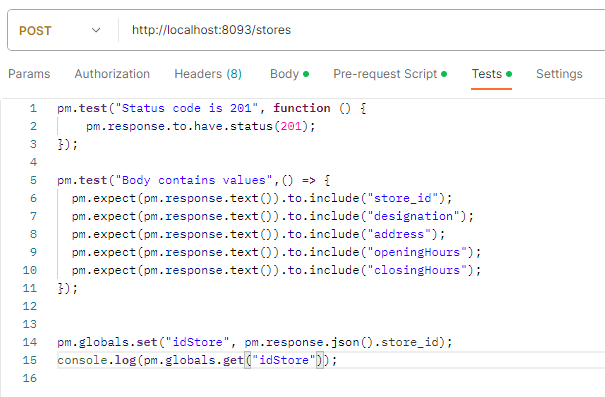 POST http://localhost:8093/stores
Params Authorization Headers (8) Body Pre-request Script Tests Settings
1 pm.test("Status code is 201", function () {
2     pm.response.to.have.status(201);
3 });
4
5 pm.test("Body contains values",() => {
6   pm.expect(pm.response.text()).to.include("store_id");
7   pm.expect(pm.response.text()).to.include("designation");
8   pm.expect(pm.response.text()).to.include("address");
9   pm.expect(pm.response.text()).to.include("openingHours");
10   pm.expect(pm.response.text()).to.include("closingHours");
11 });
12
13
14 pm.globals.set("idStore", pm.response.json().store_id);
15 console.log(pm.globals.get("idStore"));
16